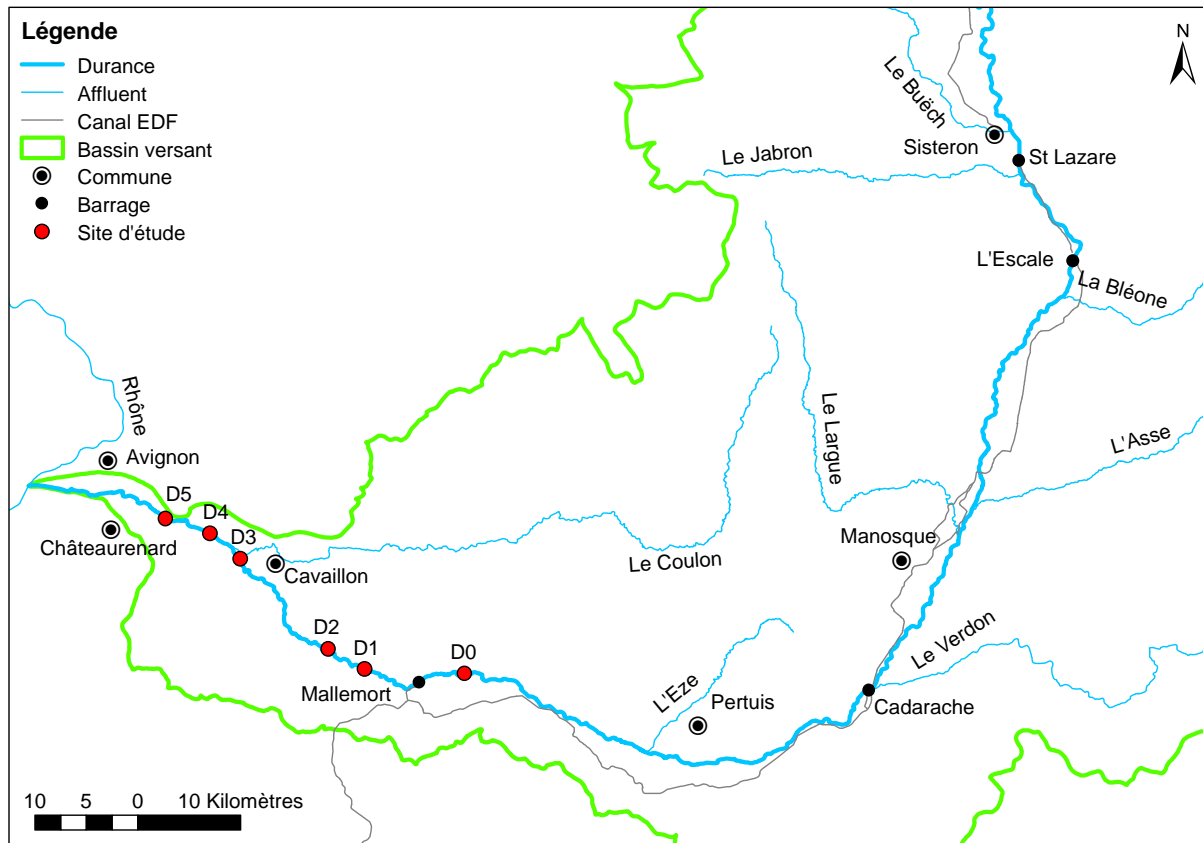 Légende
Durance
Affluent
Canal EDF
Bassin versant
Commune
Barrage
Site d'étude
N
Le Buëch
Sisteron
St Lazare
Le Jabron
L'Escale
La Bléone
Rhône
Avignon
Le Largue
L'Asse
D5
D4
D3
Châteaurenard
Cavaillon
Le Coulon
Manosque
D2
D1
D0
Mallemort
L'Eze
Pertuis
Le Verdon
Cadarache
10 5 0 10 Kilomètres